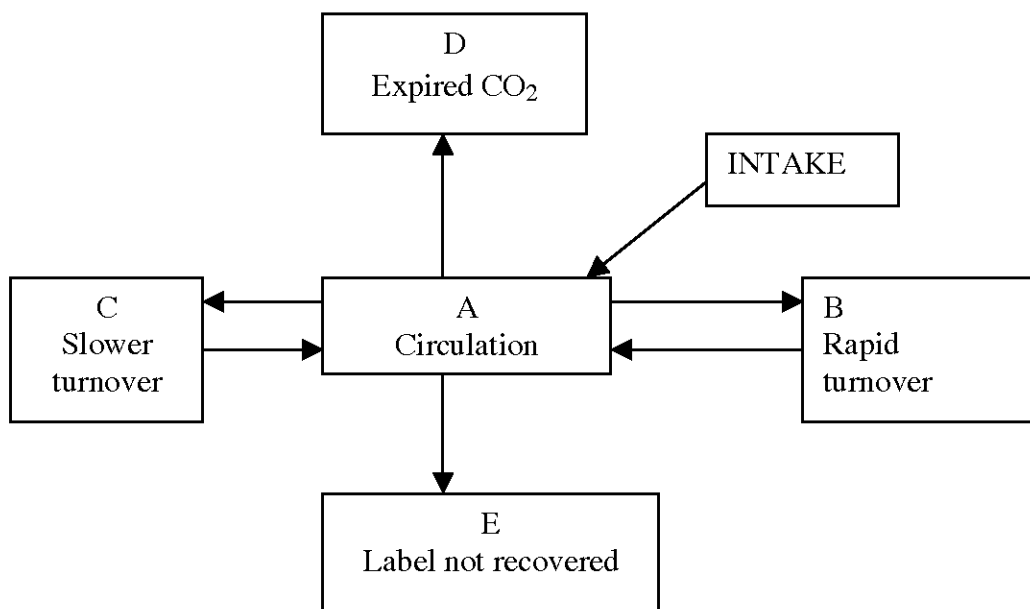 D
Expired CO₂
INTAKE
C
Slower
turnover
A
Circulation
B
Rapid
turnover
E
Label not recovered